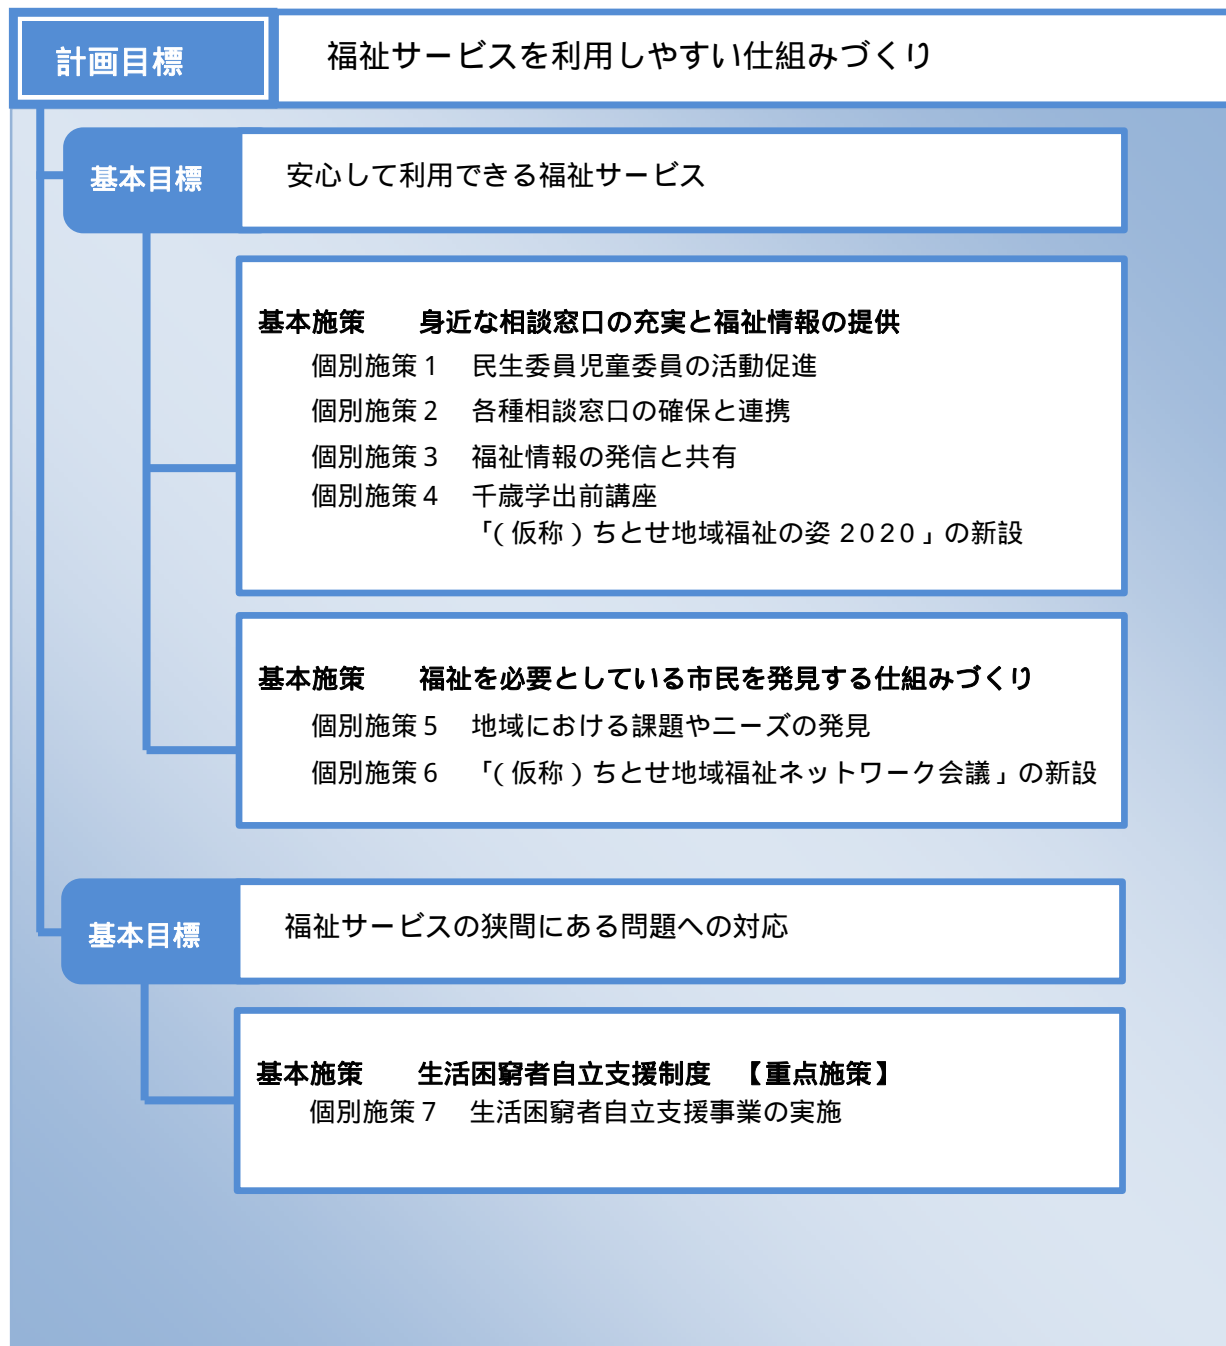 計画目標　福祉サービスを利用しやすい仕組みづくり
基本目標　安心して利用できる福祉サービス
基本施策　身近な相談窓口の充実と福祉情報の提供
個別施策１　民生委員児童委員の活動促進
個別施策２　各種相談窓口の確保と連携
個別施策３　福祉情報の発信と共有
個別施策４　千歳学出前講座
「（仮称）ちとせ地域福祉の姿 2020」の新設
基本施策　福祉を必要としている市民を発見する仕組みづくり
個別施策５　地域における課題やニーズの発見
個別施策６　「（仮称）ちとせ地域福祉ネットワーク会議」の新設
基本目標　福祉サービスの狭間にある問題への対応
基本施策　生活困窮者自立支援制度　【重点施策】
個別施策７　生活困窮者自立支援事業の実施